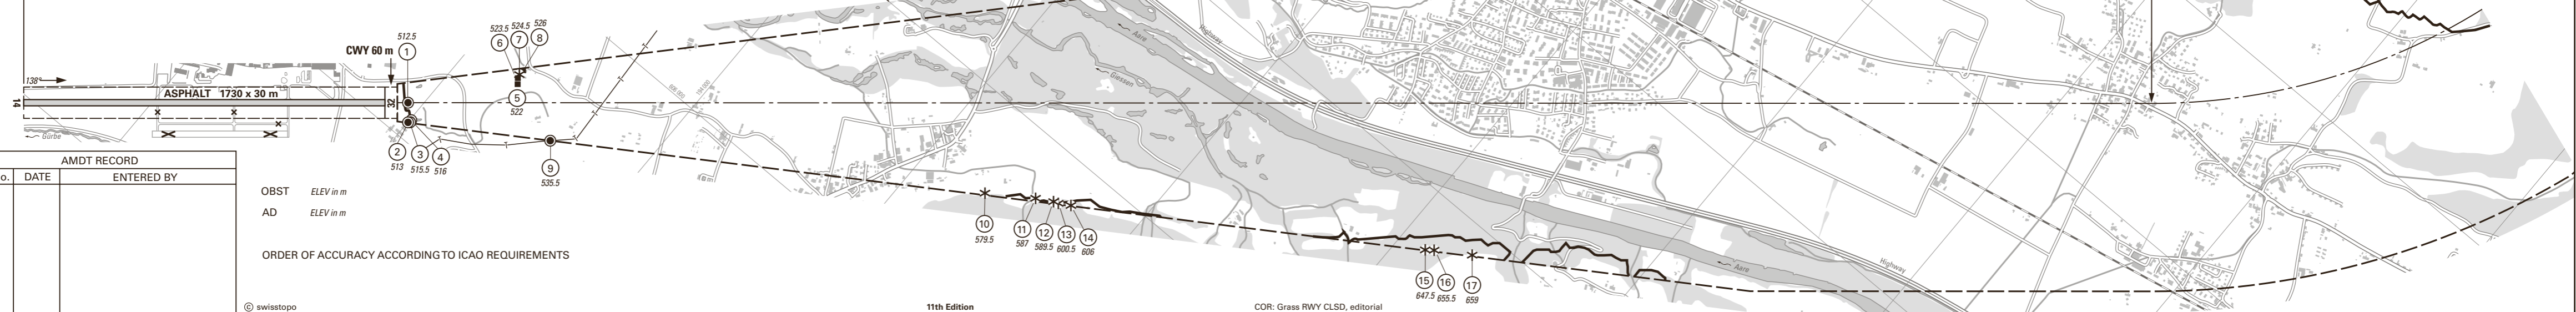 523.5 524.5 526
512.5
6 7 8
CWY 60 m 1
138°
ASPHALT 1730 x 30 m
14
32
5
522
Gürbe
2 3 4
513 515.5 516
9
535.5
Aare
Highway
Giessen
AMDT RECORD
o. DATE ENTERED BY
OBST ELEV in m
AD ELEV in m
ORDER OF ACCURACY ACCORDING TO ICAO REQUIREMENTS
10 11 12 13 14
579.5 587 589.5 600.5 606
15 16 17
647.5 655.5 659
Aare
Highway
© swisstopo
11th Edition
COR: Grass RWY CLSD, editorial